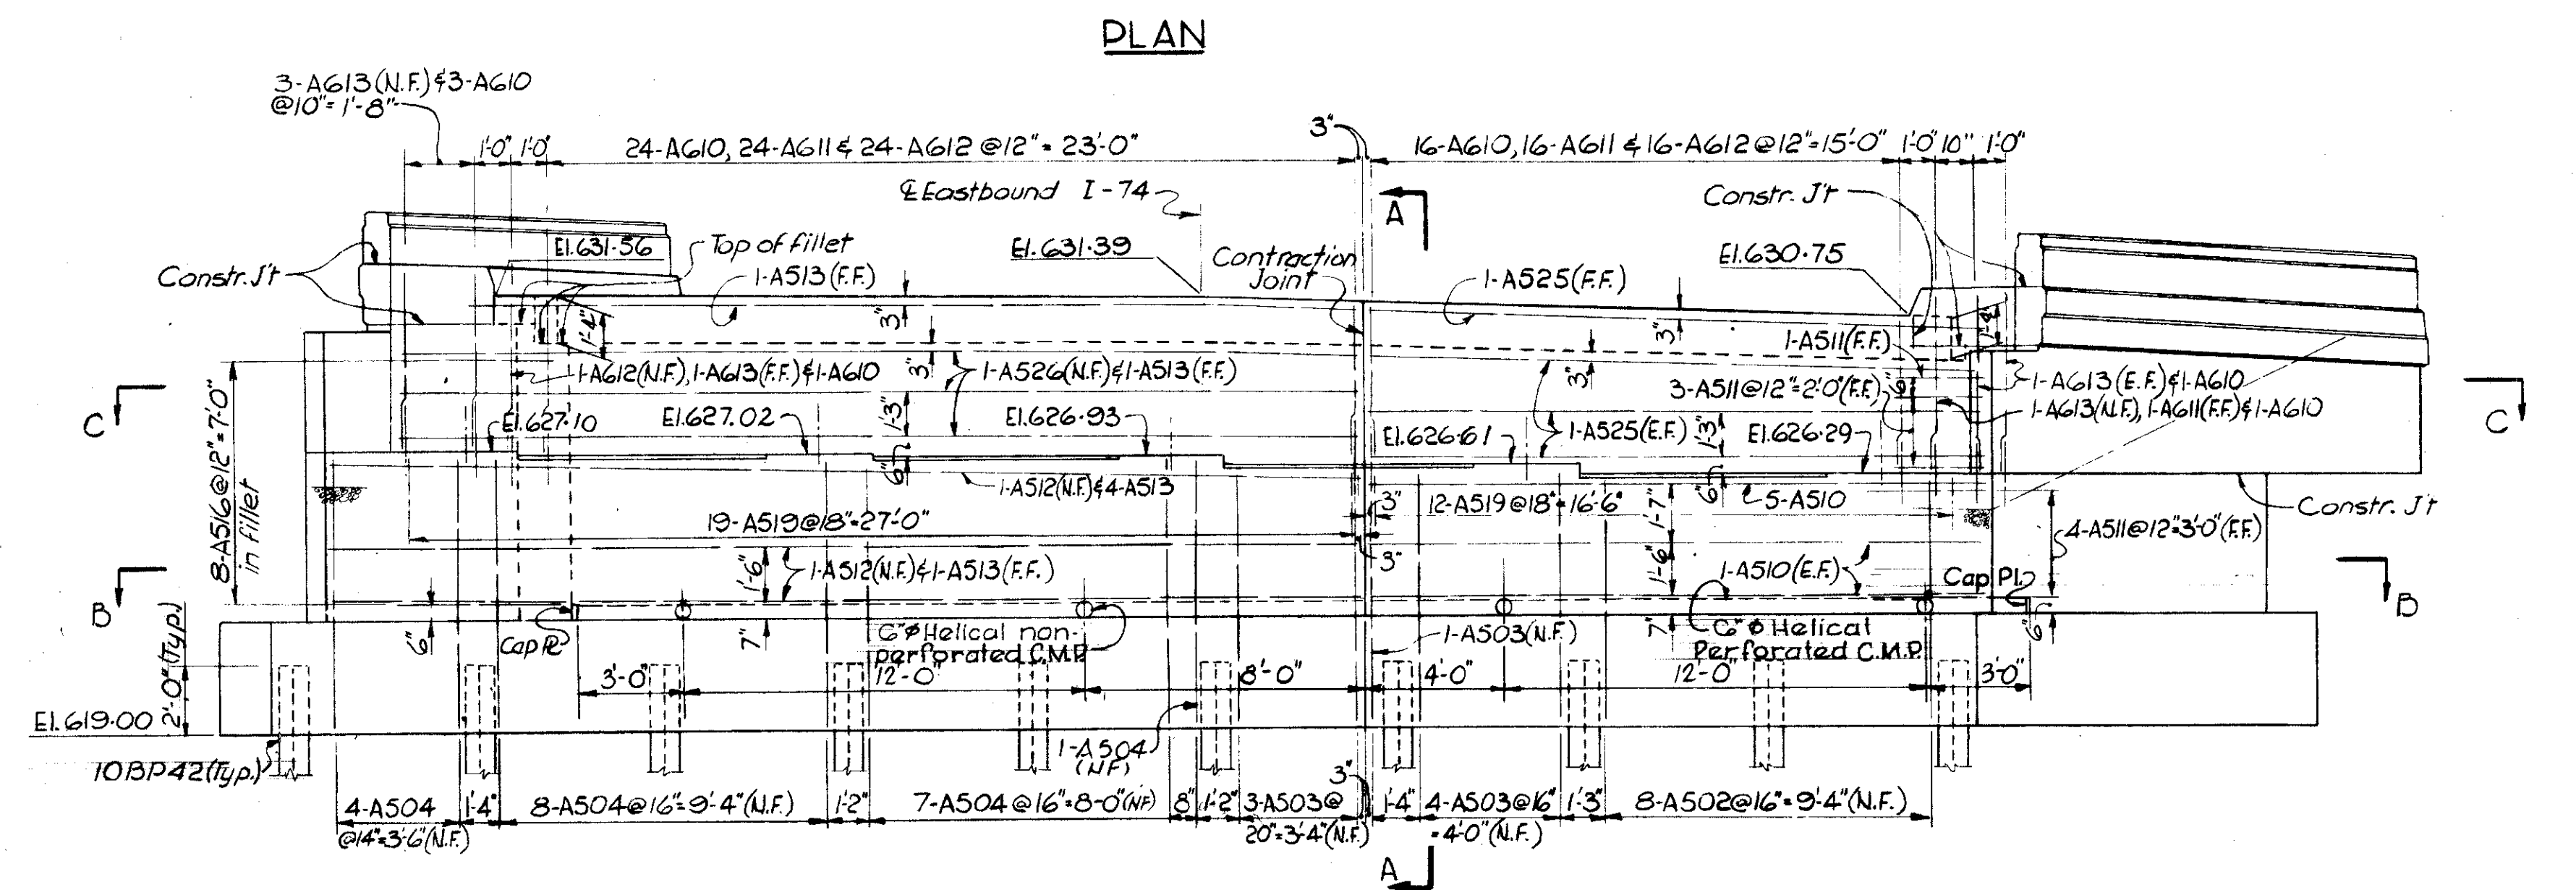 PLAN
3-A613(N.F.)&3-A610
@10"=1'-8"
1'-0" 1'-0"
24-A610, 24-A611 & 24-A612 @12"=23'-0"
3"
16-A610, 16-A611 & 16-A612@12"=15'-0"
1'-0" 10" 1'-0"
℄ Eastbound I-74
A
Constr. J't
Constr. J't
El.631.56
Top of fillet
1-A513(F.F.)
El.631.39
Contraction
Joint
1-A525(F.F.)
El.630.75
1'-4"
3"
3"
1'-4"
1-A511(F.F.)
1-A612(N.F.), 1-A613(F.F.)&1-A610
3"
1-A526(N.F.)&1-A513(F.F.)
3"
3-A511@12"=2'-0"(F.F.)
6"
1-A613(E.F.)&1-A610
1-A613(N.F.), 1-A611(F.F.)&1-A610
C
C
El.627.10
El.627.02
1'-3"
El.626.93
El.626.61
1-A525(E.F.)
1'-3"
El.626.29
8-A516@12"=7'-0"
in fillet
6"
1-A512(N.F.)&4-A513
6"
5-A510
Constr. J't
19-A519@18"=27'-0"
3"
12-A519@18"=16'-6"
1'-7"
4-A511@12"=3'-0"(F.F.)
3"
1'-6"
1-A512(N.F.)&1-A513(F.F.)
1'-6"
1-A510(E.F.)
Cap Pl.
B
B
6"
Cap Pl.
7"
6"ø Helical non-
perforated C.M.P.
1-A503(N.F.)
7"
6"ø Helical
Perforated C.M.P.
6"
2'-0"(Typ.)
3'-0"
12'-0"
8'-0"
4'-0"
12'-0"
3'-0"
El.619.00
10BP42(Typ.)
1-A504
(N.F.)
3"
4-A504
@14"=3'-6"(N.F.)
1'-4"
8-A504@16"=9'-4"(N.F.)
1'-2"
7-A504@16"=8'-0"(N.F.)
8"
1'-2"
3-A503@
20"=3'-4"(N.F.)
1'-4"
4-A503@16"
=4'-0"(N.F.)
1'-3"
8-A502@16"=9'-4"(N.F.)
A